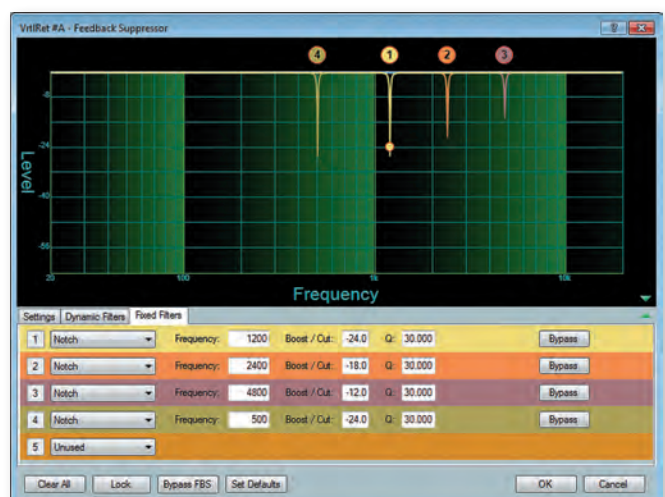 VrtlRet #A - Feedback Suppressor
4 1 2 3
-8
-24
-40
-56
Level
20 100 1k 10k
Frequency
Settings Dynamic Filters Fixed Filters
1 Notch Frequency: 1200 Boost / Cut: -24.0 Q: 30.000 Bypass
2 Notch Frequency: 2400 Boost / Cut: -18.0 Q: 30.000 Bypass
3 Notch Frequency: 4800 Boost / Cut: -12.0 Q: 30.000 Bypass
4 Notch Frequency: 500 Boost / Cut: -24.0 Q: 30.000 Bypass
5 Unused
Clear All Lock Bypass FBS Set Defaults OK Cancel